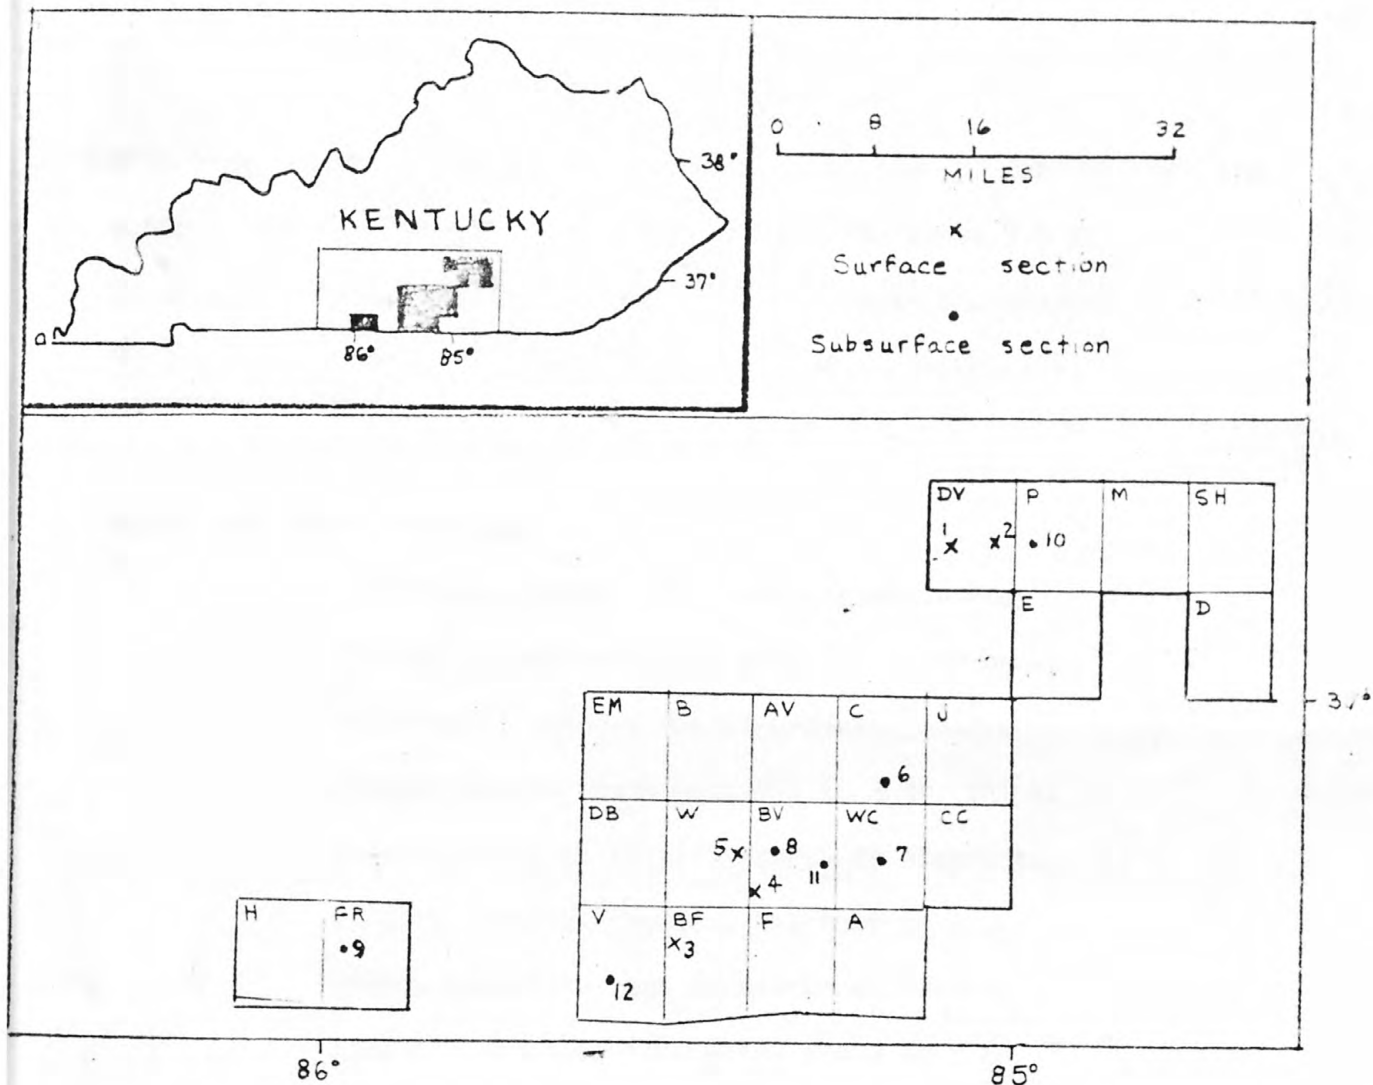 KENTUCKY
38°
37°
86°
85°
0 8 16 32
MILES
x
Surface section
•
Subsurface section
DV P M SH
1 x x 2 • 10
E D
37°
EM B AV C J
• 6
DB W BV WC CC
5 x • 8 11 • • 7
x 4
H FR V BF F A
• 9 x 3
• 12
86° 85°